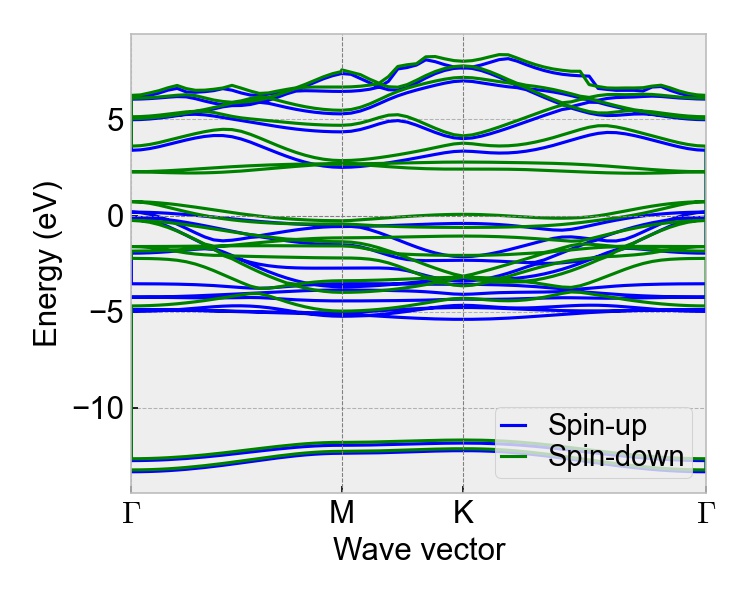 5
0
−5
−10
Energy (eV)
Spin-up
Spin-down
Γ M K Γ
Wave vector